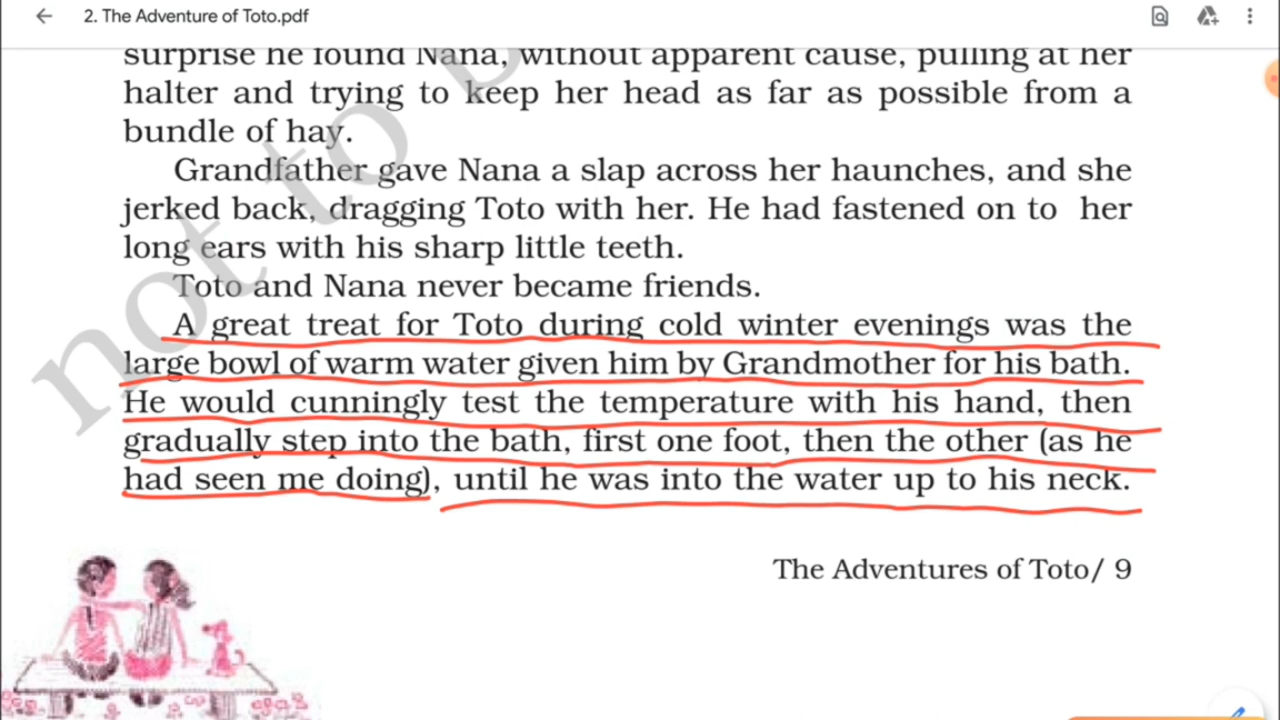 2. The Adventure of Toto.pdf
surprise he found Nana, without apparent cause, pulling at her
halter and trying to keep her head as far as possible from a
bundle of hay.
Grandfather gave Nana a slap across her haunches, and she
jerked back, dragging Toto with her. He had fastened on to her
long ears with his sharp little teeth.
Toto and Nana never became friends.
A great treat for Toto during cold winter evenings was the
large bowl of warm water given him by Grandmother for his bath.
He would cunningly test the temperature with his hand, then
gradually step into the bath, first one foot, then the other (as he
had seen me doing), until he was into the water up to his neck.
The Adventures of Toto/ 9
not to b